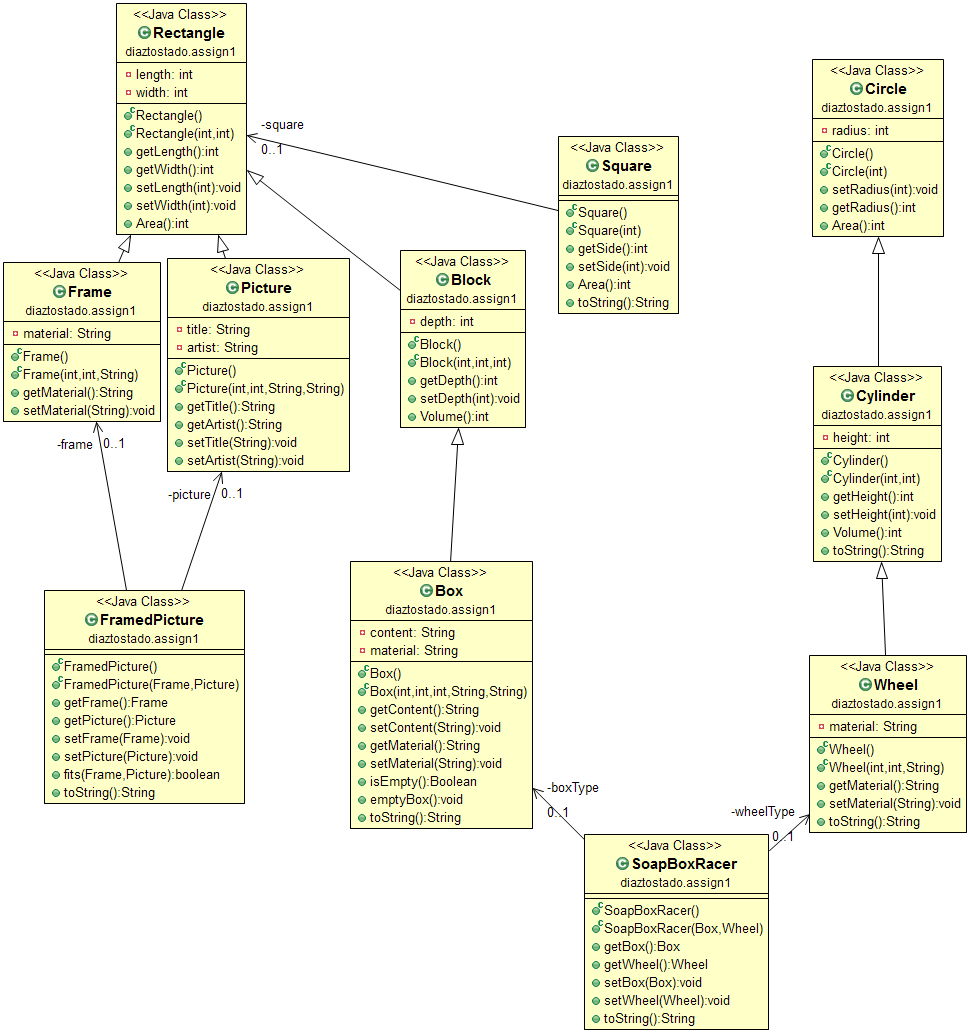 <<Java Class>>
Rectangle
diaztostado.assign1
length: int
width: int
Rectangle()
Rectangle(int,int)
getLength():int
getWidth():int
setLength(int):void
setWidth(int):void
Area():int
-square
0..1
<<Java Class>>
Square
diaztostado.assign1
Square()
Square(int)
getSide():int
setSide(int):void
Area():int
toString():String
<<Java Class>>
Circle
diaztostado.assign1
radius: int
Circle()
Circle(int)
setRadius(int):void
getRadius():int
Area():int
<<Java Class>>
Frame
diaztostado.assign1
material: String
Frame()
Frame(int,int,String)
getMaterial():String
setMaterial(String):void
<<Java Class>>
Picture
diaztostado.assign1
title: String
artist: String
Picture()
Picture(int,int,String,String)
getTitle():String
getArtist():String
setTitle(String):void
setArtist(String):void
<<Java Class>>
Block
diaztostado.assign1
depth: int
Block()
Block(int,int,int)
getDepth():int
setDepth(int):void
Volume():int
<<Java Class>>
Cylinder
diaztostado.assign1
height: int
Cylinder()
Cylinder(int,int)
getHeight():int
setHeight(int):void
Volume():int
toString():String
-frame
0..1
-picture
0..1
<<Java Class>>
FramedPicture
diaztostado.assign1
FramedPicture()
FramedPicture(Frame,Picture)
getFrame():Frame
getPicture():Picture
setFrame(Frame):void
setPicture(Picture):void
fits(Frame,Picture):boolean
toString():String
<<Java Class>>
Box
diaztostado.assign1
content: String
material: String
Box()
Box(int,int,int,String,String)
getContent():String
setContent(String):void
getMaterial():String
setMaterial(String):void
isEmpty():Boolean
emptyBox():void
toString():String
<<Java Class>>
Wheel
diaztostado.assign1
material: String
Wheel()
Wheel(int,int,String)
getMaterial():String
setMaterial(String):void
toString():String
-boxType
0..1
-wheelType
0..1
<<Java Class>>
SoapBoxRacer
diaztostado.assign1
SoapBoxRacer()
SoapBoxRacer(Box,Wheel)
getBox():Box
getWheel():Wheel
setBox(Box):void
setWheel(Wheel):void
toString():String